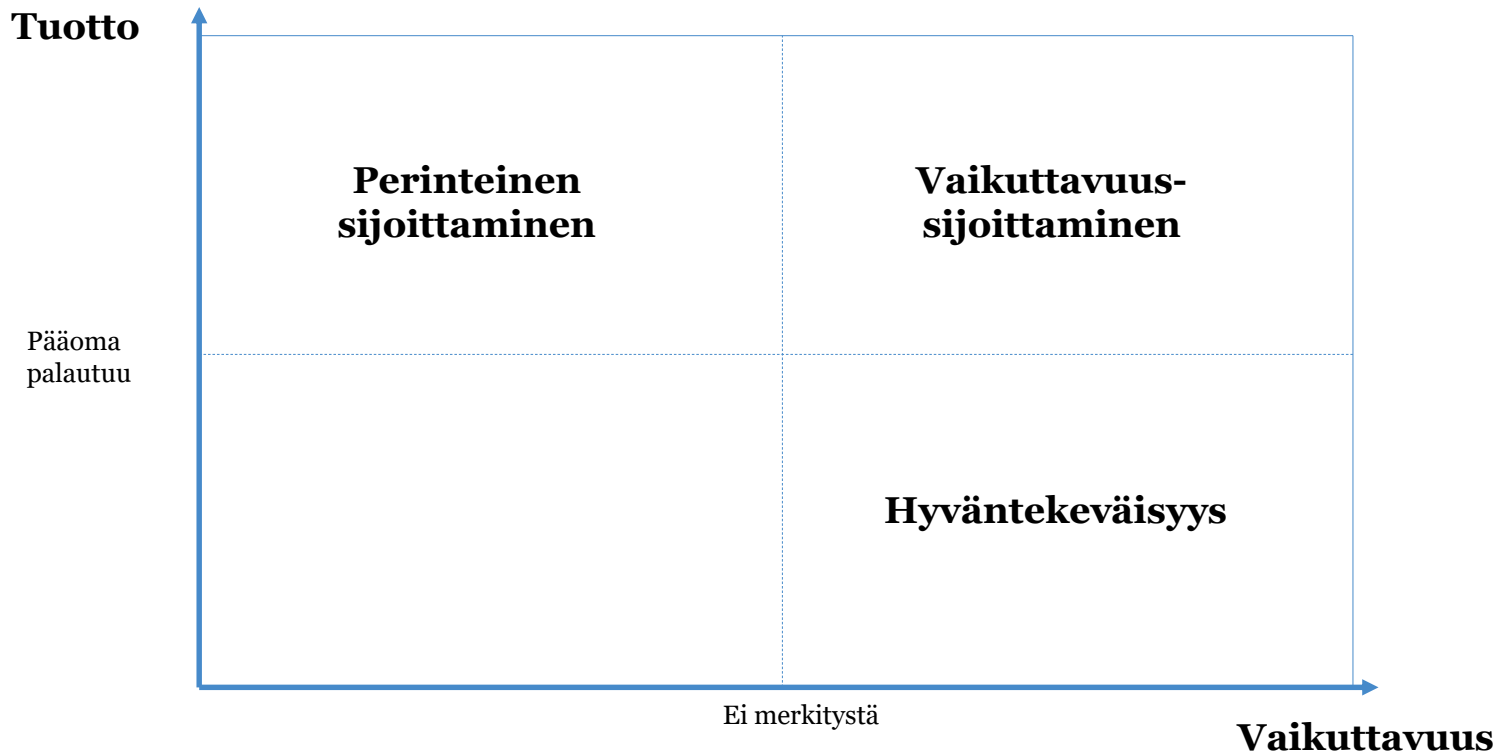 Tuotto
Perinteinen
sijoittaminen
Vaikuttavuus-
sijoittaminen
Pääoma
palautuu
Hyväntekeväisyys
Ei merkitystä
Vaikuttavuus